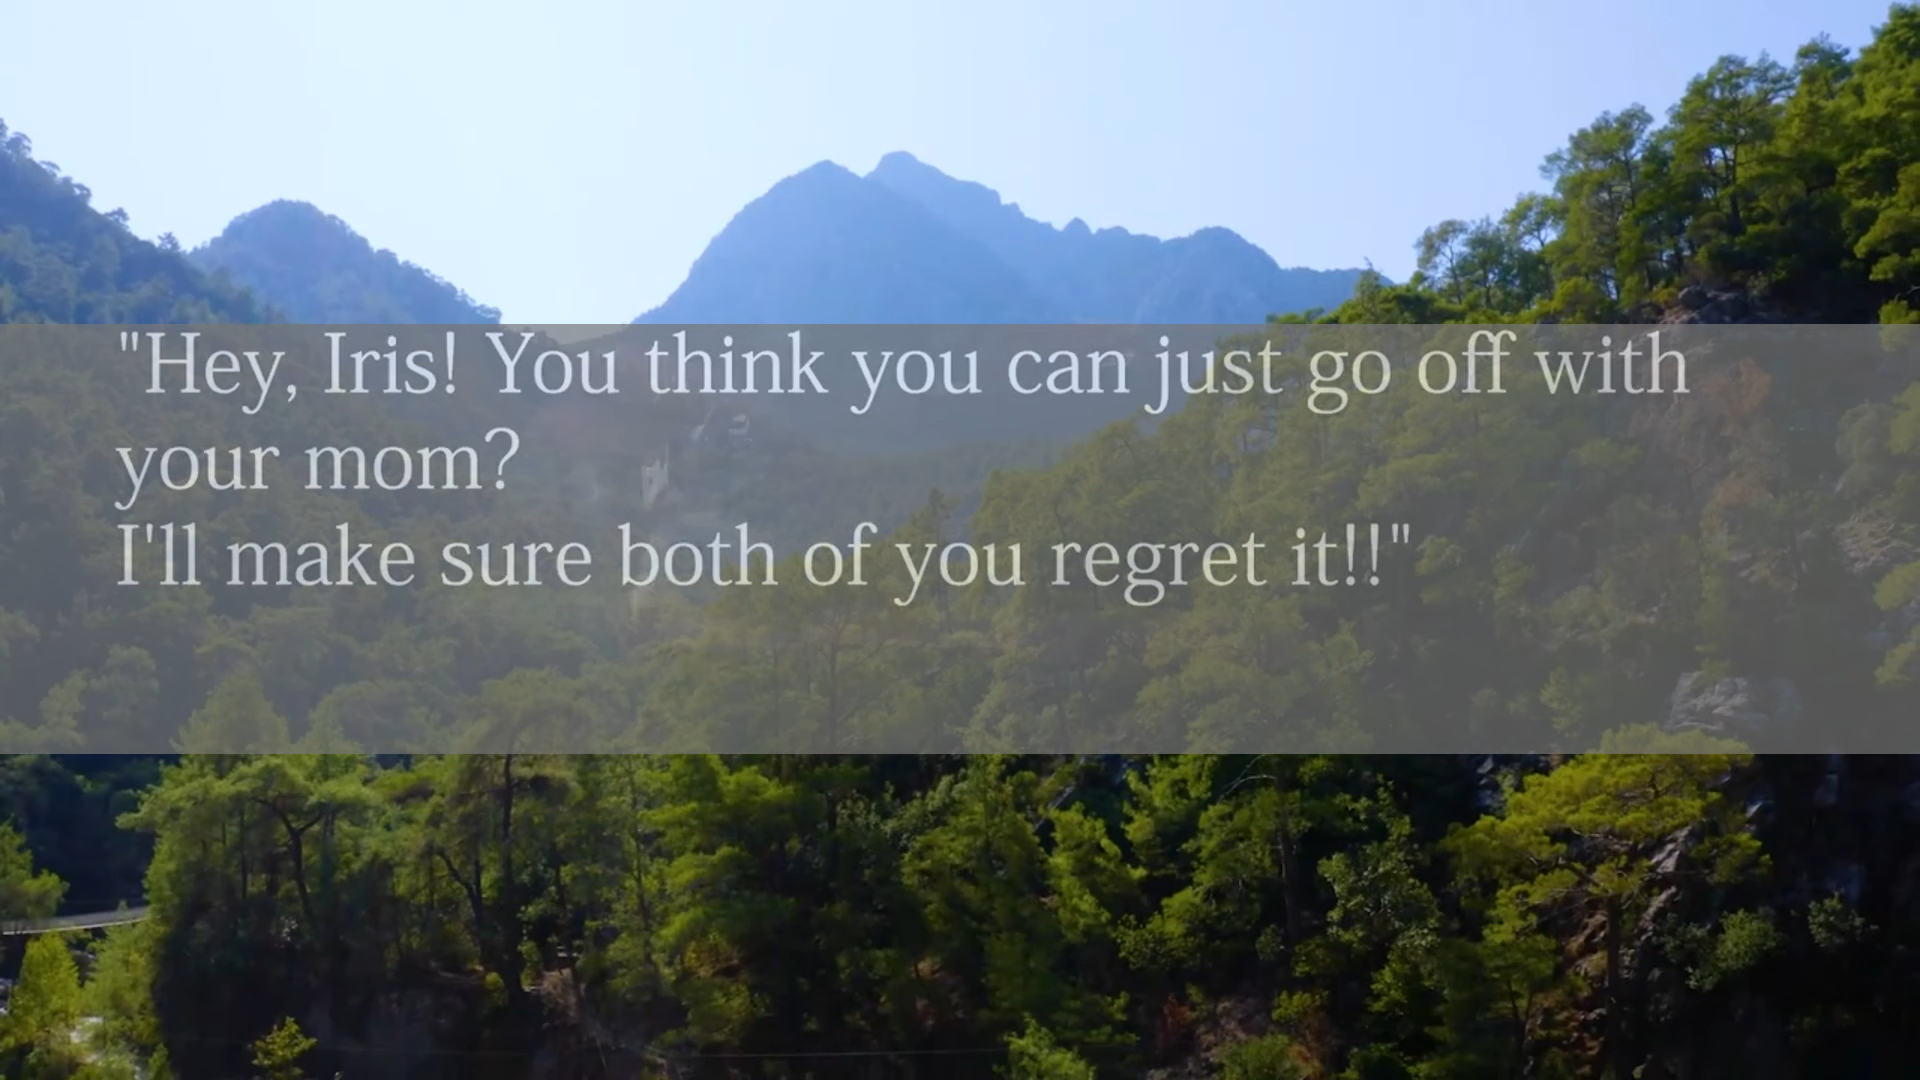 "Hey, Iris! You think you can just go off with
your mom?
I'll make sure both of you regret it!!"